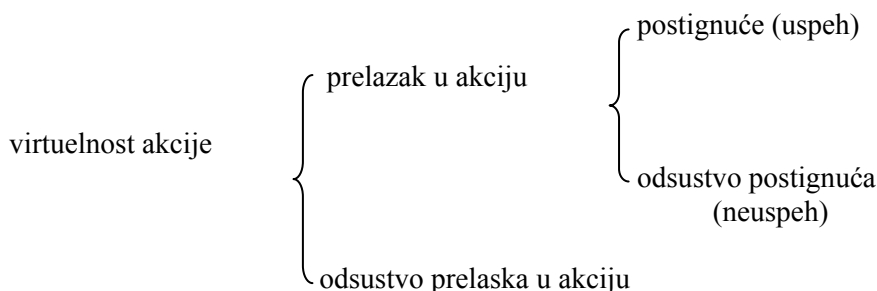 postignuće (uspeh)
prelazak u akciju
virtuelnost akcije
odsustvo postignuća
(neuspeh)
odsustvo prelaska u akciju